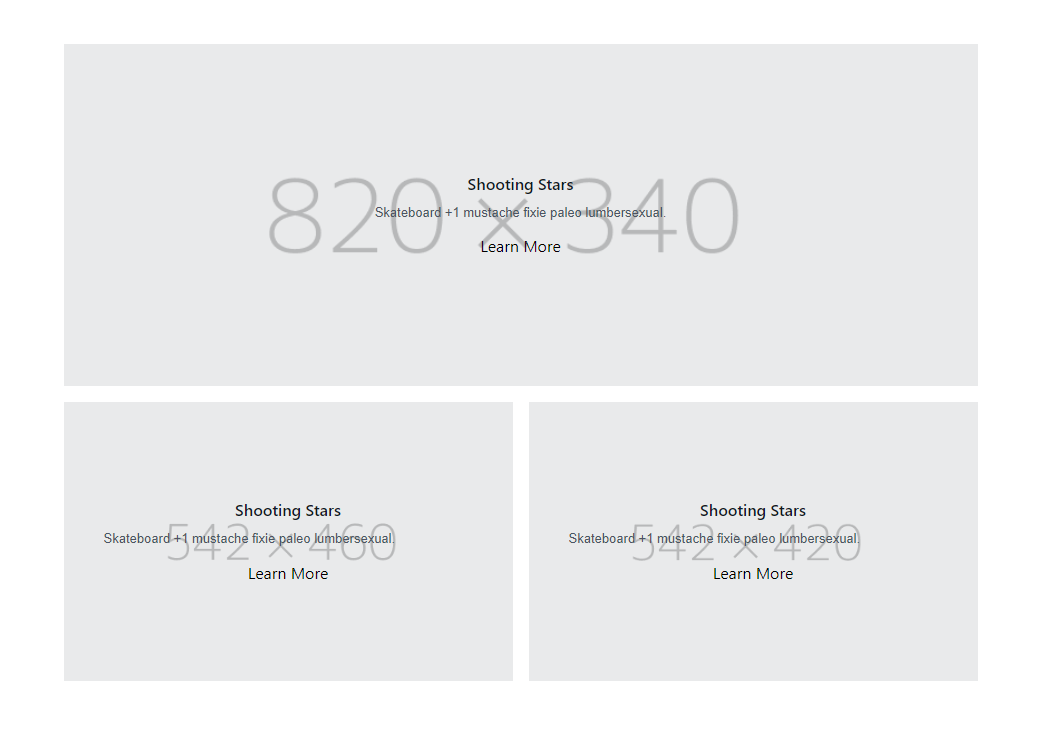 820 × 340
Shooting Stars
Skateboard +1 mustache fixie paleo lumbersexual.
Learn More
542 × 460
Shooting Stars
Skateboard +1 mustache fixie paleo lumbersexual.
Learn More
542 × 420
Shooting Stars
Skateboard +1 mustache fixie paleo lumbersexual.
Learn More